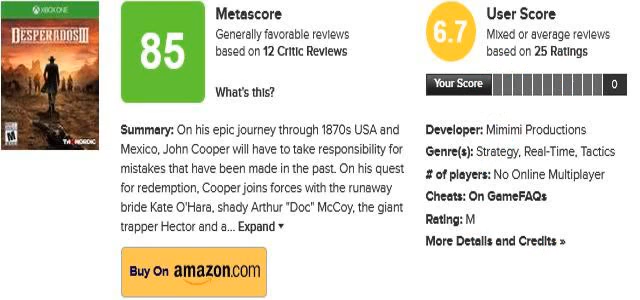 XBOX ONE
DESPERADOS III
M
THQ NORDIC
85
Metascore
Generally favorable reviews
based on 12 Critic Reviews
What's this?
Summary: On his epic journey through 1870s USA and
Mexico, John Cooper will have to take responsibility for
mistakes that have been made in the past. On his quest
for redemption, Cooper joins forces with the runaway
bride Kate O'Hara, shady Arthur "Doc" McCoy, the giant
trapper Hector and a... Expand
Buy On amazon.com
6.7
User Score
Mixed or average reviews
based on 25 Ratings
Your Score
0
Developer: Mimimi Productions
Genre(s): Strategy, Real-Time, Tactics
# of players: No Online Multiplayer
Cheats: On GameFAQs
Rating: M
More Details and Credits »